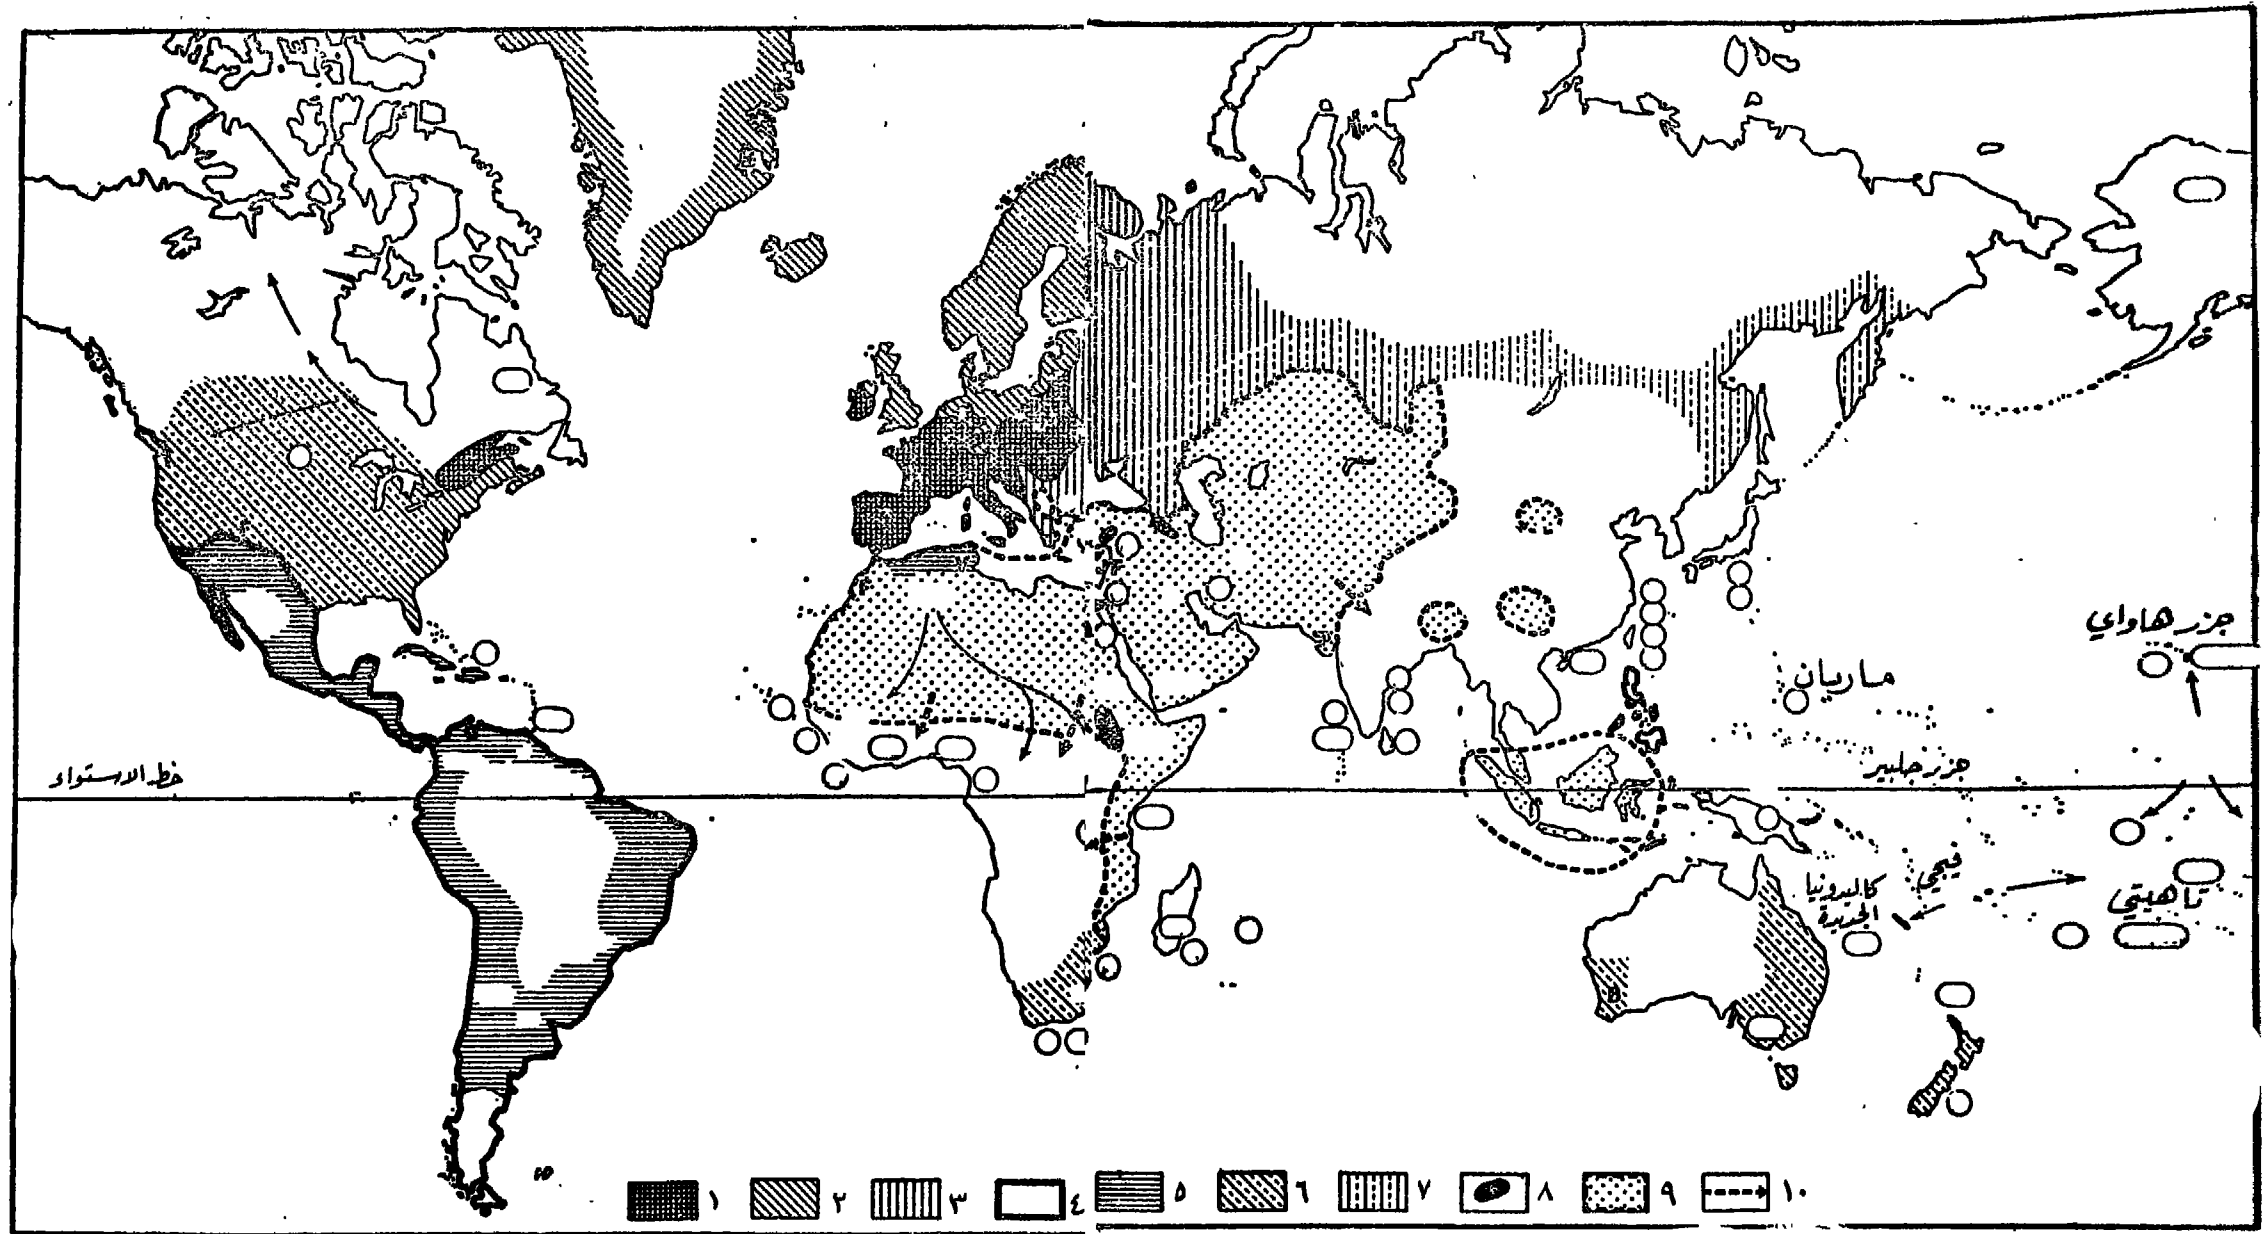 جزر هاواي
ماريان
جزر جلبير
خط الاستواء
فيجي
كاليدونيا
الجديدة
تاهيتي
١ ٢ ٣ ٤ ٥ ٦ ٧ ٨ ٩ ١٠